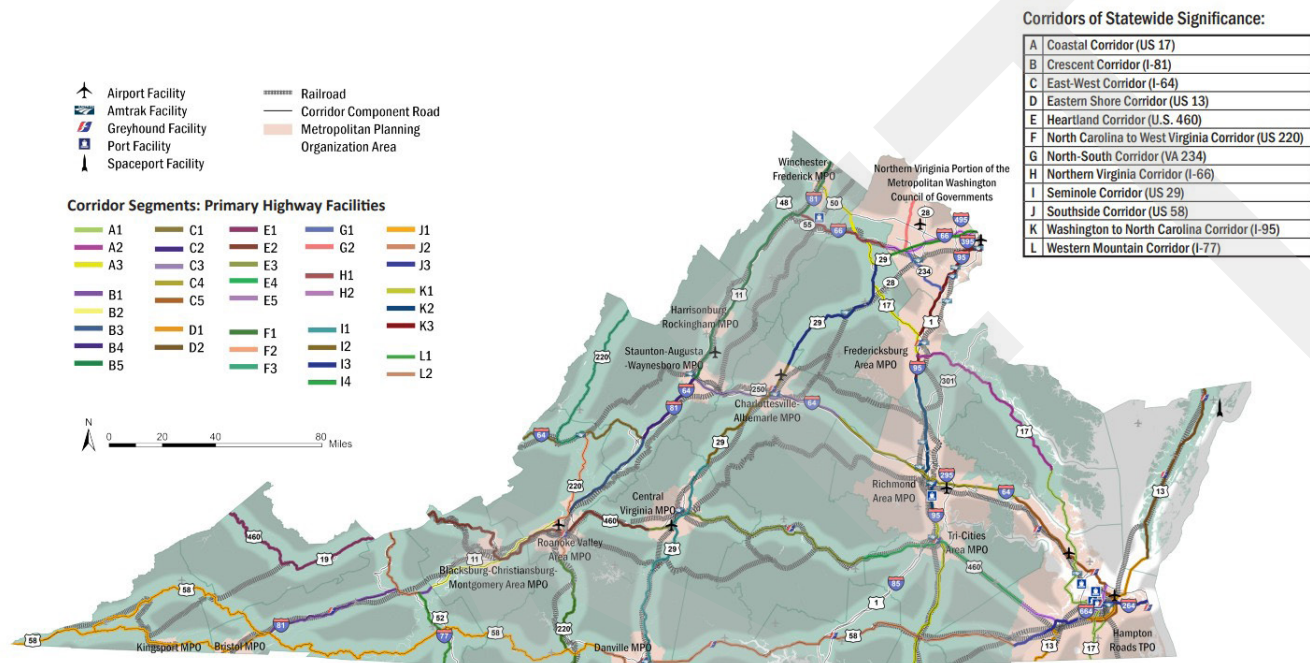 Corridors of Statewide Significance:
A Coastal Corridor (US 17)
B Crescent Corridor (I-81)
C East-West Corridor (I-64)
D Eastern Shore Corridor (US 13)
E Heartland Corridor (U.S. 460)
F North Carolina to West Virginia Corridor (US 220)
G North-South Corridor (VA 234)
H Northern Virginia Corridor (I-66)
I Seminole Corridor (US 29)
J Southside Corridor (US 58)
K Washington to North Carolina Corridor (I-95)
L Western Mountain Corridor (I-77)
Airport Facility
Amtrak Facility
Greyhound Facility
Port Facility
Spaceport Facility
Railroad
Corridor Component Road
Metropolitan Planning
Organization Area
Corridor Segments: Primary Highway Facilities
A1
A2
A3
B1
B2
B3
B4
B5
C1
C2
C3
C4
C5
D1
D2
E1
E2
E3
E4
E5
F1
F2
F3
G1
G2
H1
H2
I1
I2
I3
I4
J1
J2
J3
K1
K2
K3
L1
L2
N
0 20 40 80
Miles
Winchester
Frederick MPO
Northern Virginia Portion of the
Metropolitan Washington
Council of Governments
48
81
50
55
66
28
495
66
395
29
234
95
28
17
1
11
29
Harrisonburg
Rockingham MPO
220
Staunton-Augusta
-Waynesboro MPO
Fredericksburg
Area MPO
95
301
64
81
250
64
Charlottesville-
Albemarle MPO
64
29
17
220
Richmond
Area MPO
295
64
13
95
Central
Virginia MPO
460
29
Tri-Cities
Area MPO
460
460
19
11
Roanoke Valley
Area MPO
Blacksburg-Christiansburg-
Montgomery Area MPO
85
1
58
81
52
77
58
220
58
664
264
58
Kingsport MPO
Bristol MPO
Danville MPO
13
17
Hampton
Roads TPO